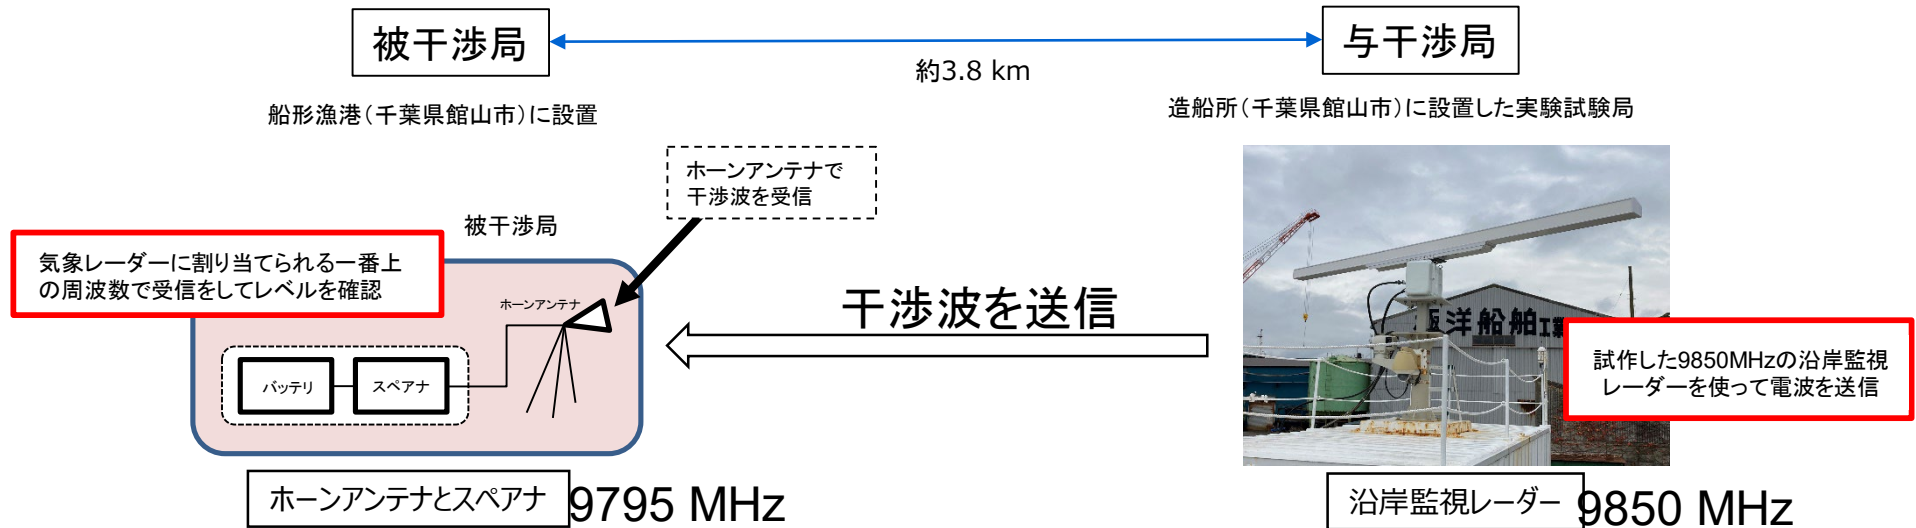 被干渉局
与干渉局
約3.8 km
船形漁港(千葉県館山市)に設置
造船所(千葉県館山市)に設置した実験試験局
ホーンアンテナで
干渉波を受信
被干渉局
気象レーダーに割り当てられる一番上
の周波数で受信をしてレベルを確認
ホーンアンテナ
干渉波を送信
洋船舶工業
試作した9850MHzの沿岸監視
レーダーを使って電波を送信
バッテリ
スペアナ
ホーンアンテナとスペアナ
9795 MHz
沿岸監視レーダー
9850 MHz